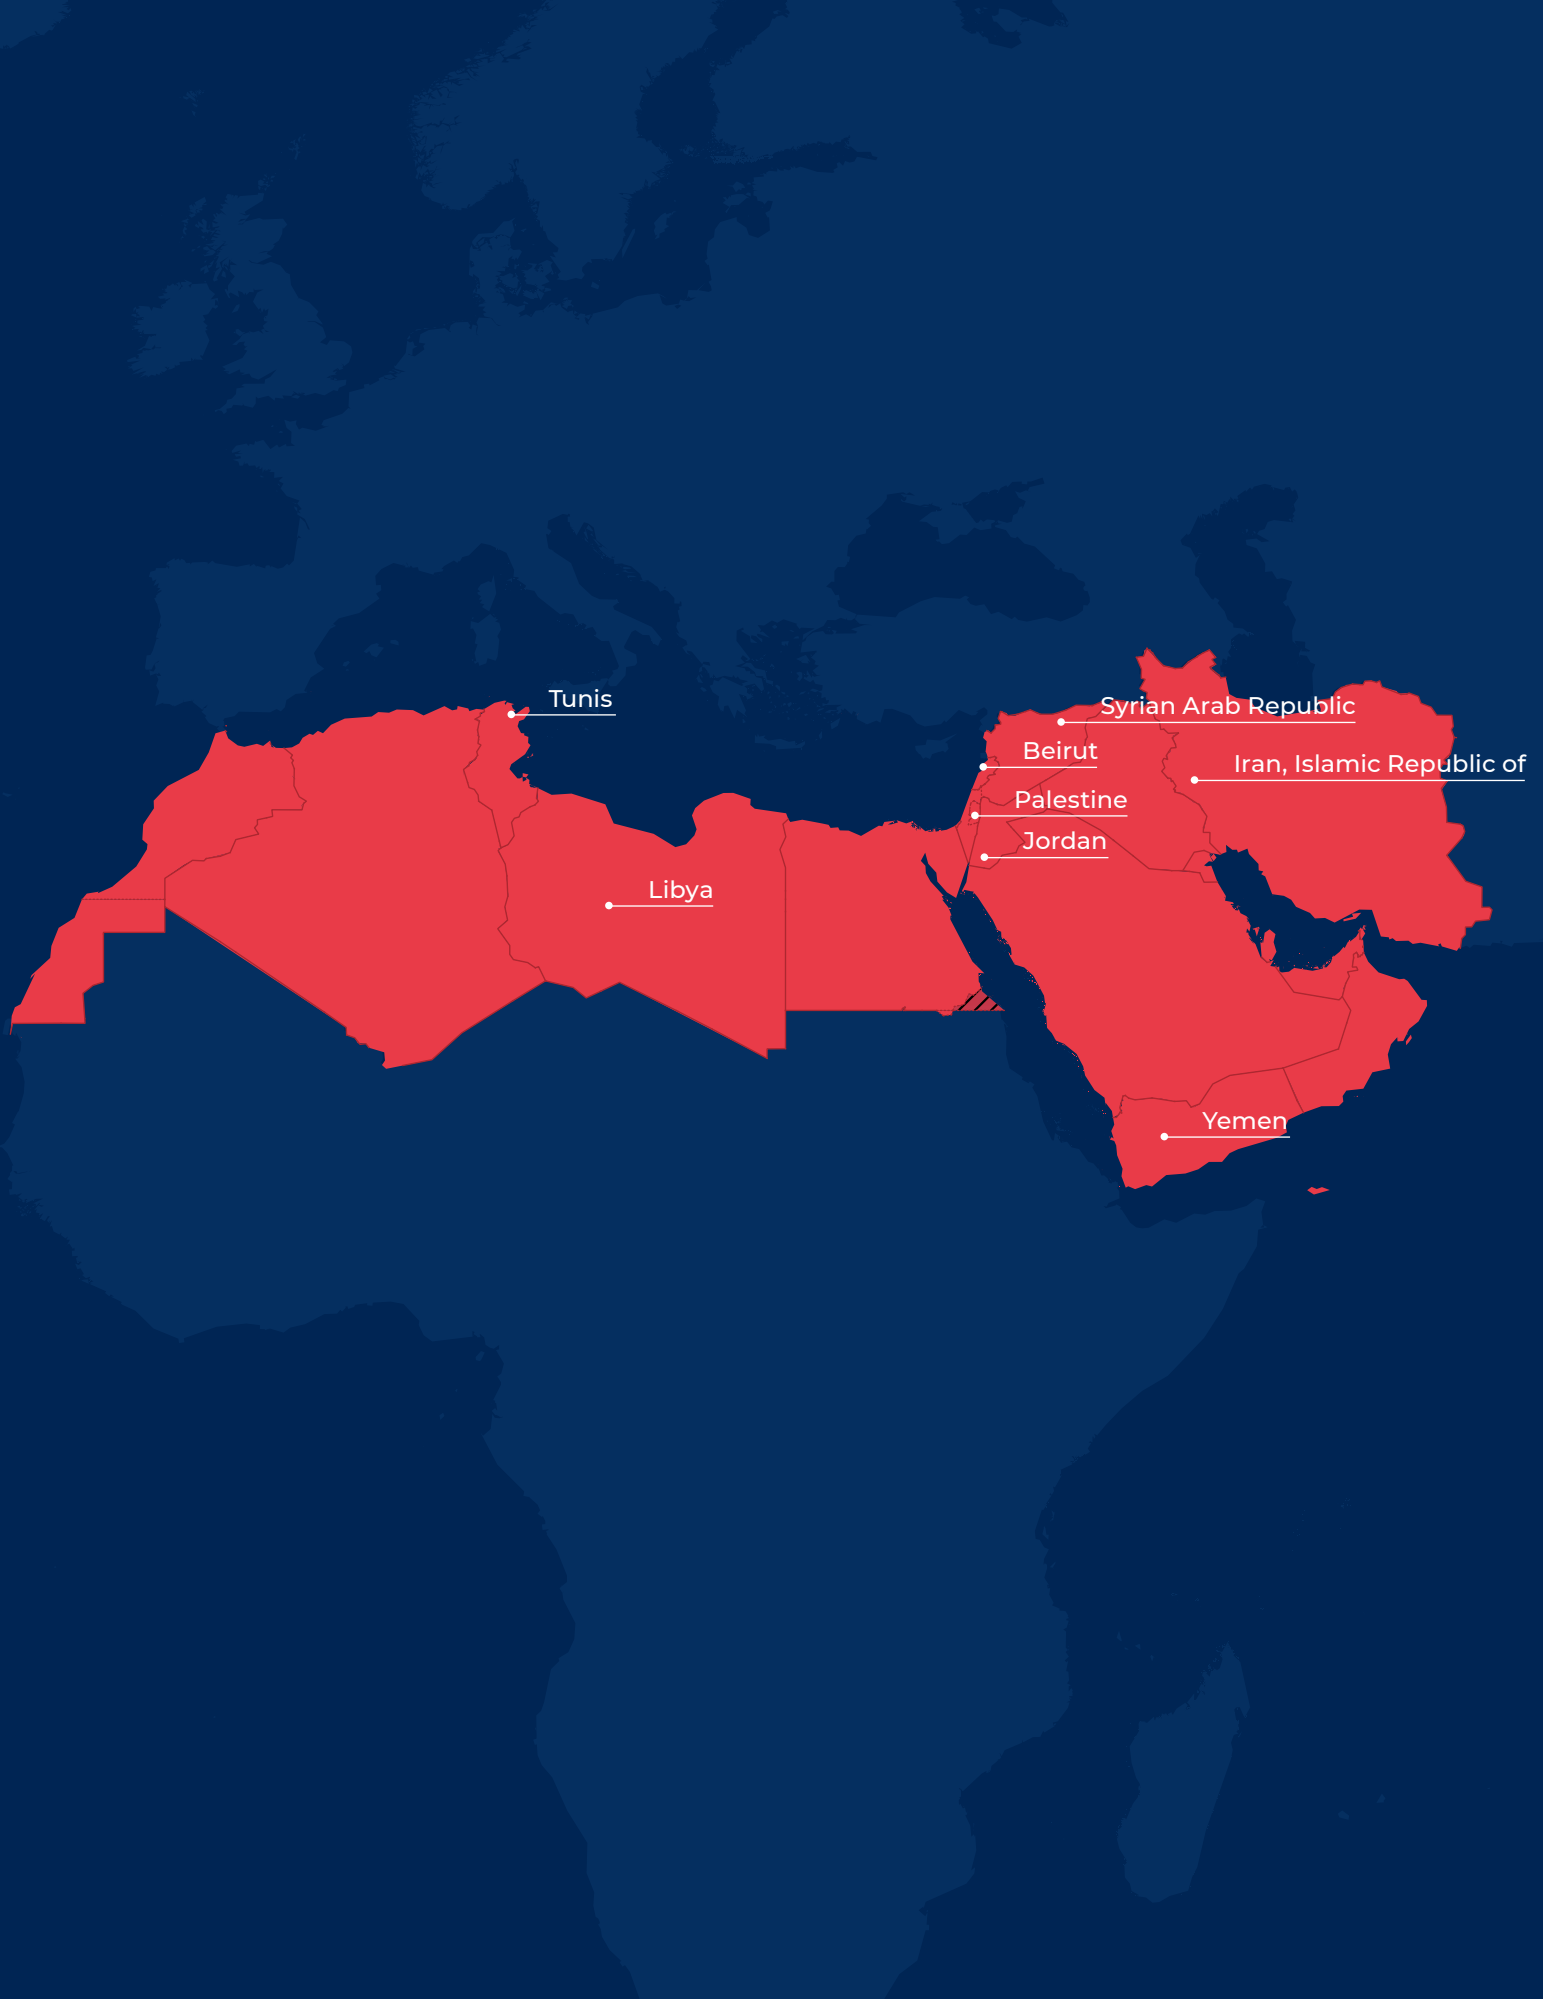 Tunis
Syrian Arab Republic
Beirut
Iran, Islamic Republic of
Palestine
Jordan
Libya
Yemen